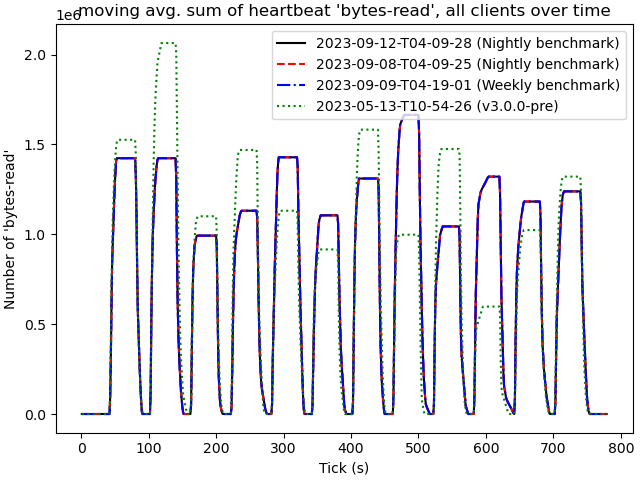 moving avg. sum of heartbeat 'bytes-read', all clients over time
1e6
2023-09-12-T04-09-28 (Nightly benchmark)
2023-09-08-T04-09-25 (Nightly benchmark)
2023-09-09-T04-19-01 (Weekly benchmark)
2023-05-13-T10-54-26 (v3.0.0-pre)
Number of 'bytes-read'
2.0
1.5
1.0
0.5
0.0
0 100 200 300 400 500 600 700 800
Tick (s)